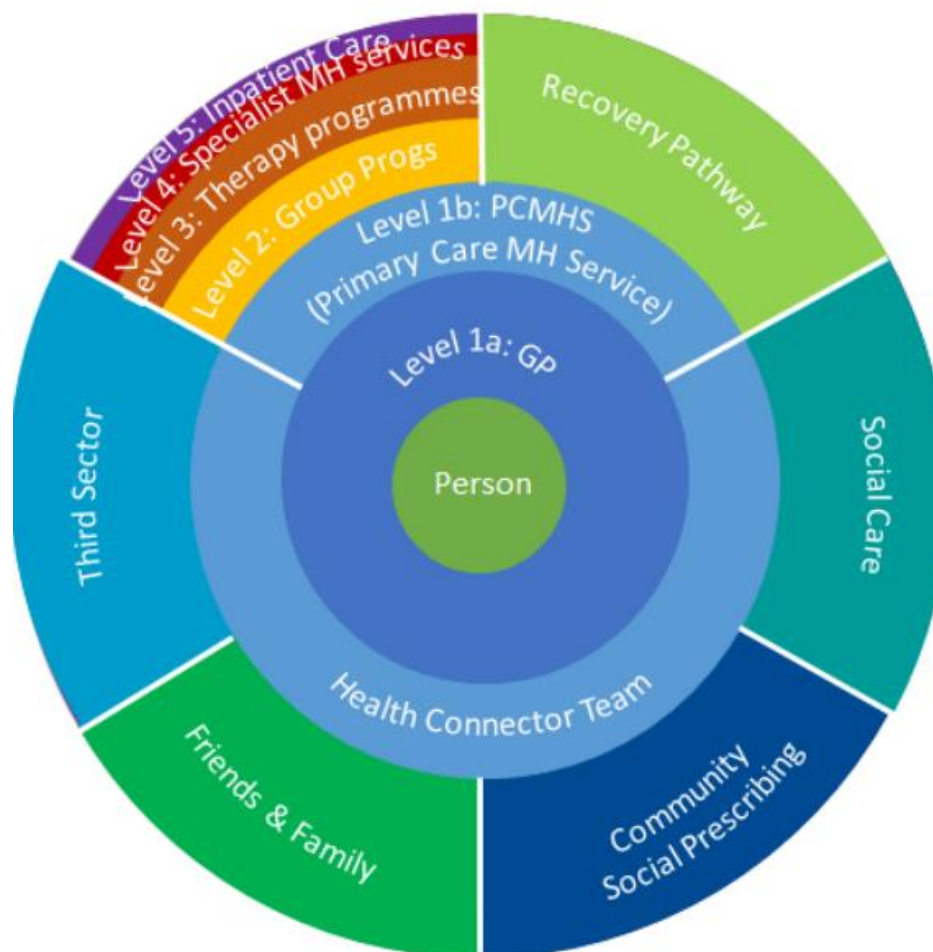 Level 5: Inpatient Care
Level 4: Specialist MH services
Level 3: Therapy programmes
Level 2: Group Progs
Recovery Pathway
Level 1b: PCMHS
(Primary Care MH Service)
Level 1a: GP
Person
Third Sector
Social Care
Health Connector Team
Friends & Family
Community
Social Prescribing